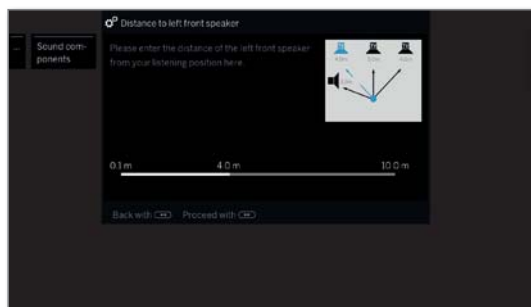 Distance to left front speaker
...
Sound com-
ponents
Please enter the distance of the left front speaker
from your listening position here.
0.1 m 4.0 m 10.0 m
Back with Proceed with